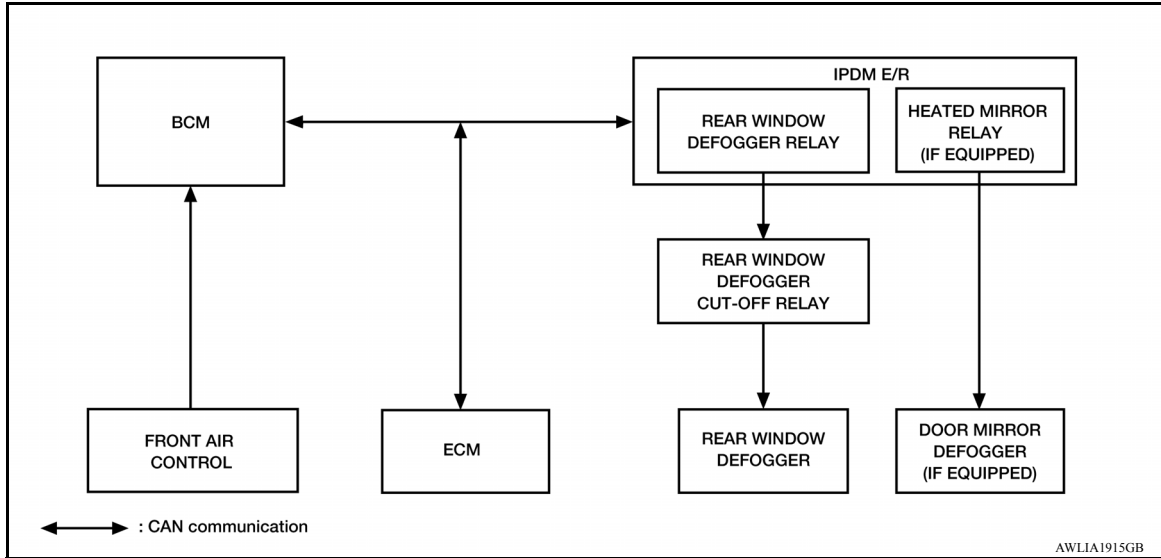 IPDM E/R
BCM
REAR WINDOW
DEFOGGER RELAY
HEATED MIRROR
RELAY
(IF EQUIPPED)
REAR WINDOW
DEFOGGER
CUT-OFF RELAY
FRONT AIR
CONTROL
ECM
REAR WINDOW
DEFOGGER
DOOR MIRROR
DEFOGGER
(IF EQUIPPED)
: CAN communication
AWLIA1915GB